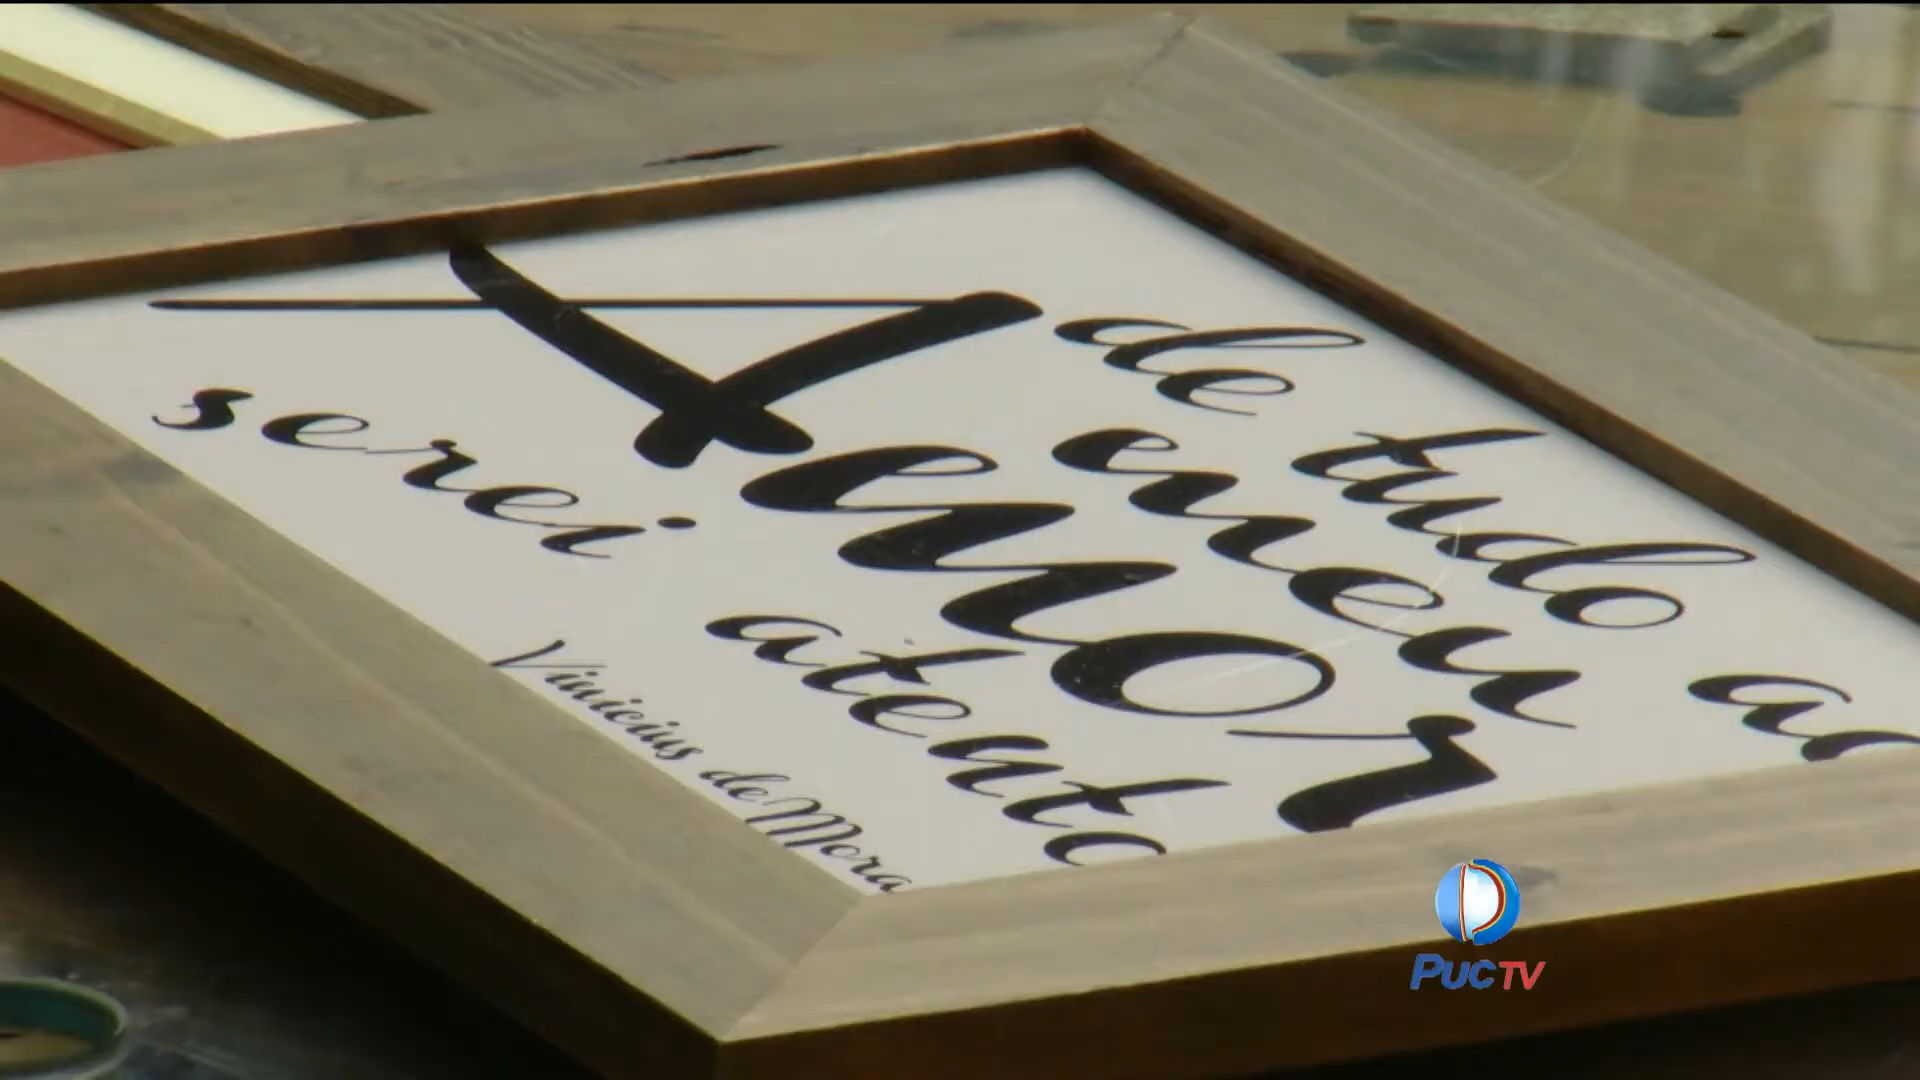 de tudo ao
meu
Amor
serei atento
Vinicius de Mora
PUC TV